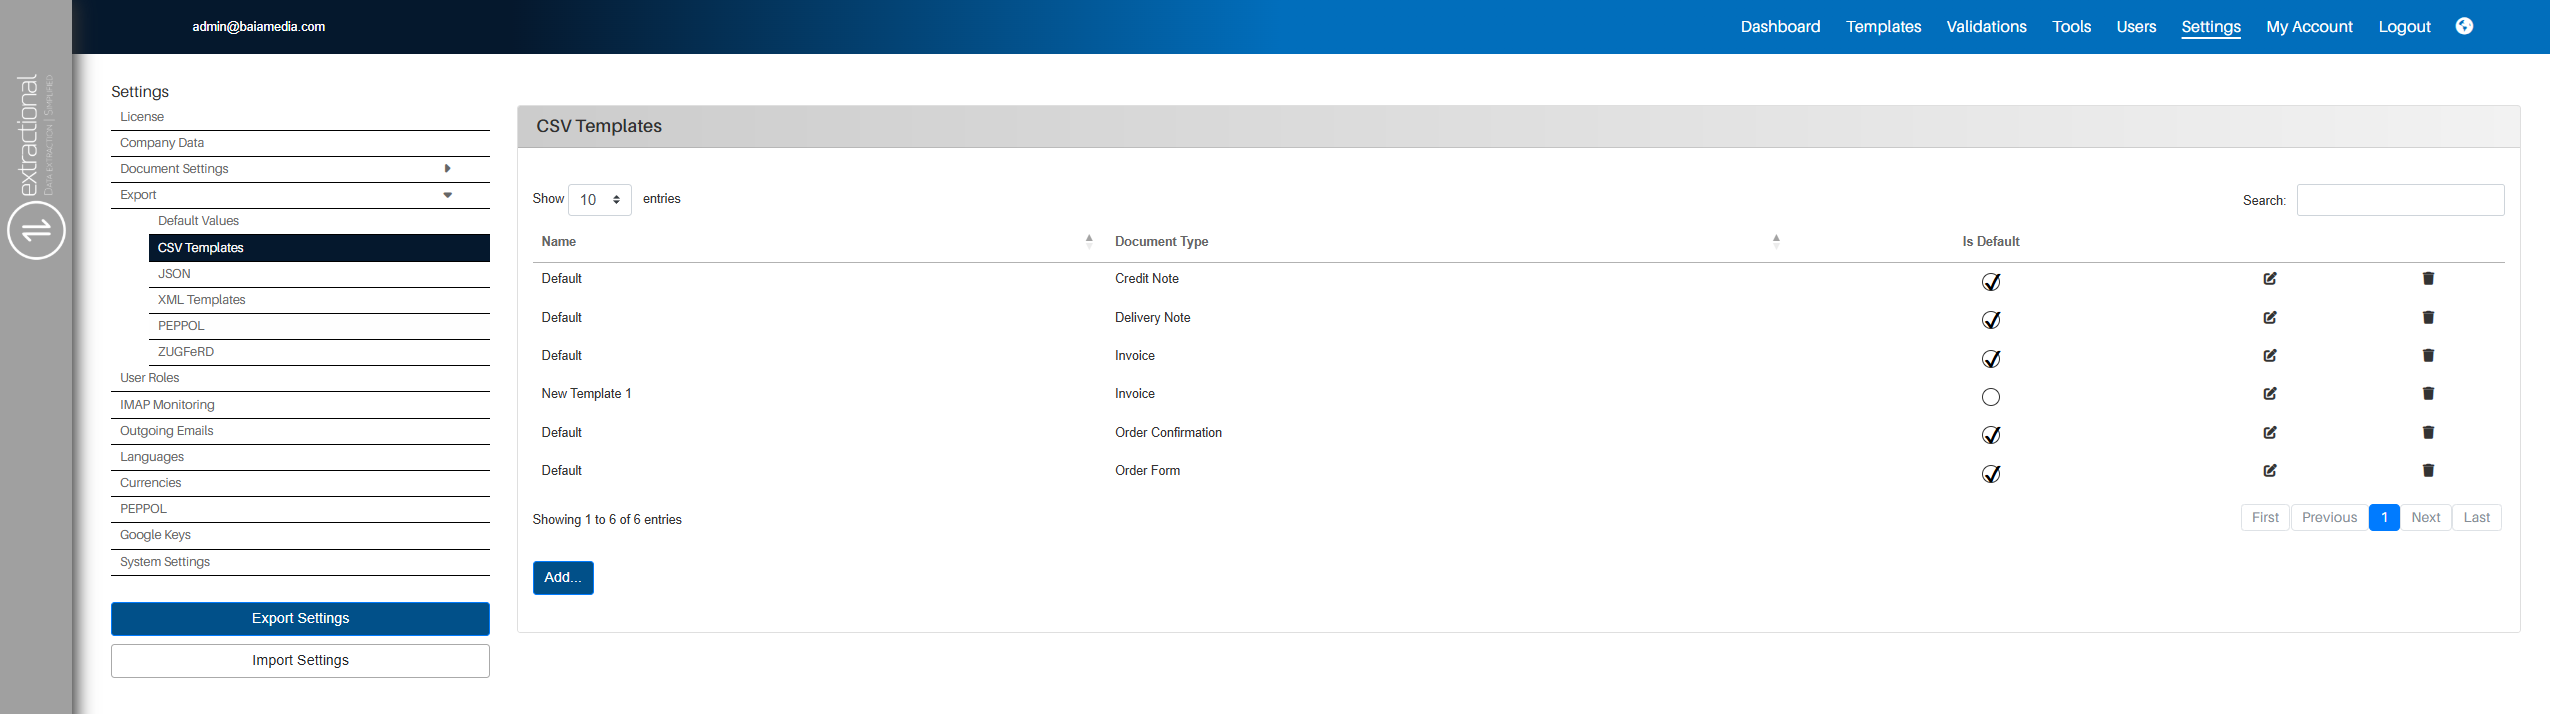 admin@baiamedia.com
Dashboard Templates Validations Tools Users Settings My Account Logout
extractional
DATA EXTRACTION | SIMPLIFIED
Settings
License
Company Data
Document Settings
Export
Default Values
CSV Templates
JSON
XML Templates
PEPPOL
ZUGFeRD
User Roles
IMAP Monitoring
Outgoing Emails
Languages
Currencies
PEPPOL
Google Keys
System Settings
Export Settings
Import Settings
CSV Templates
Show 10 entries Search:
Name Document Type Is Default
Default Credit Note
Default Delivery Note
Default Invoice
New Template 1 Invoice
Default Order Confirmation
Default Order Form
Showing 1 to 6 of 6 entries
First Previous 1 Next Last
Add...